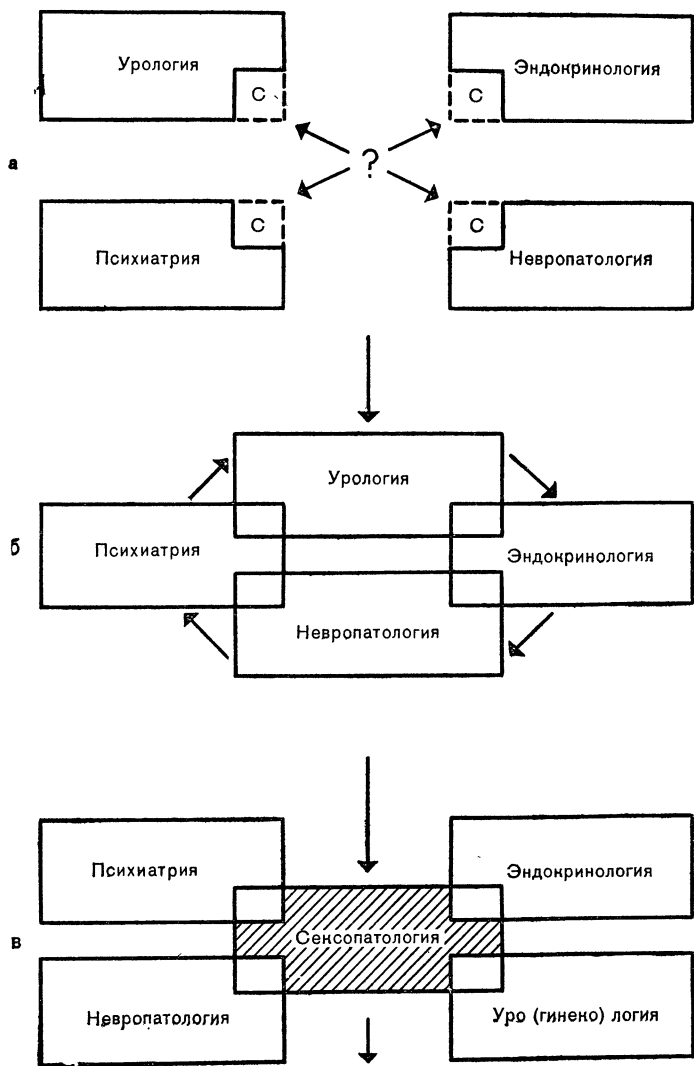 Урология Эндокринология
С С
а ?
С С
Психиатрия Невропатология
Урология
б Психиатрия Эндокринология
Невропатология
Психиатрия Эндокринология
в Сексопатология
Невропатология Уро (гинеко) логия